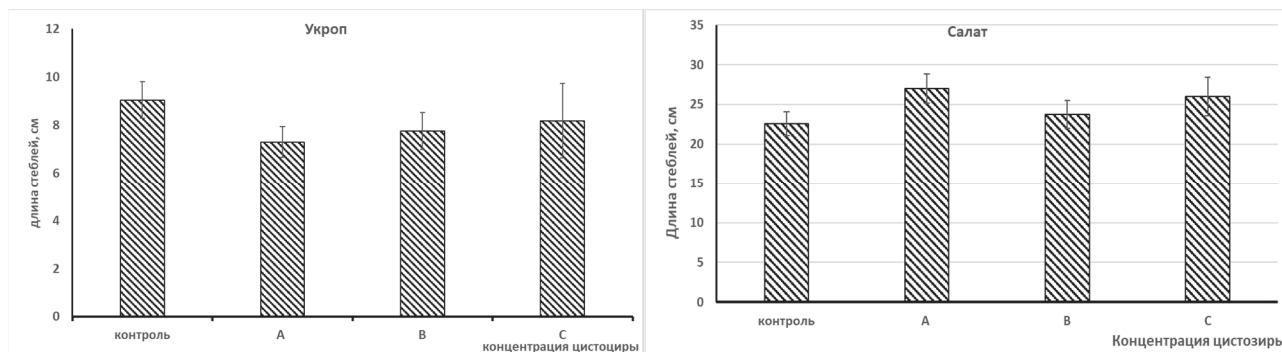 Укроп
12
10
8
6
4
2
0
длина стеблей, см
контроль А В С
концентрация цистоциры
Салат
35
30
25
20
15
10
5
0
Длина стеблей, см
контроль А В С
Концентрация цистозиры